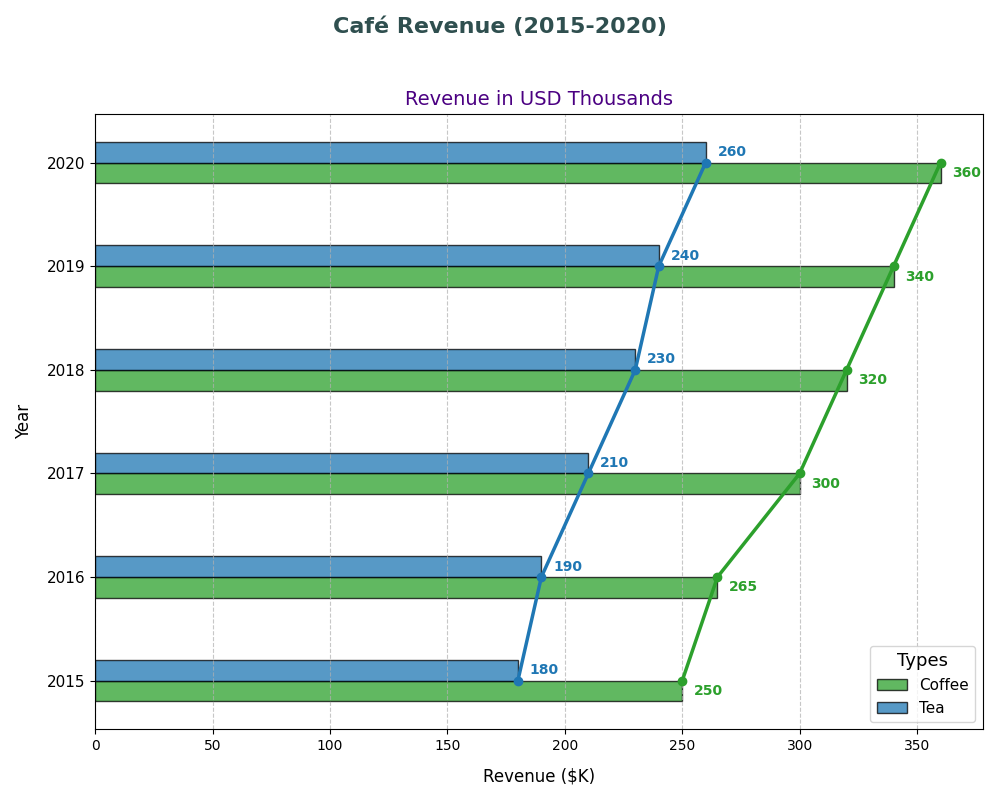 Café Revenue (2015-2020)
Revenue in USD Thousands
Year
2020
260
360
2019
240
340
2018
230
320
2017
210
300
2016
190
265
2015
180
250
Types
Coffee
Tea
0 50 100 150 200 250 300 350
Revenue ($K)